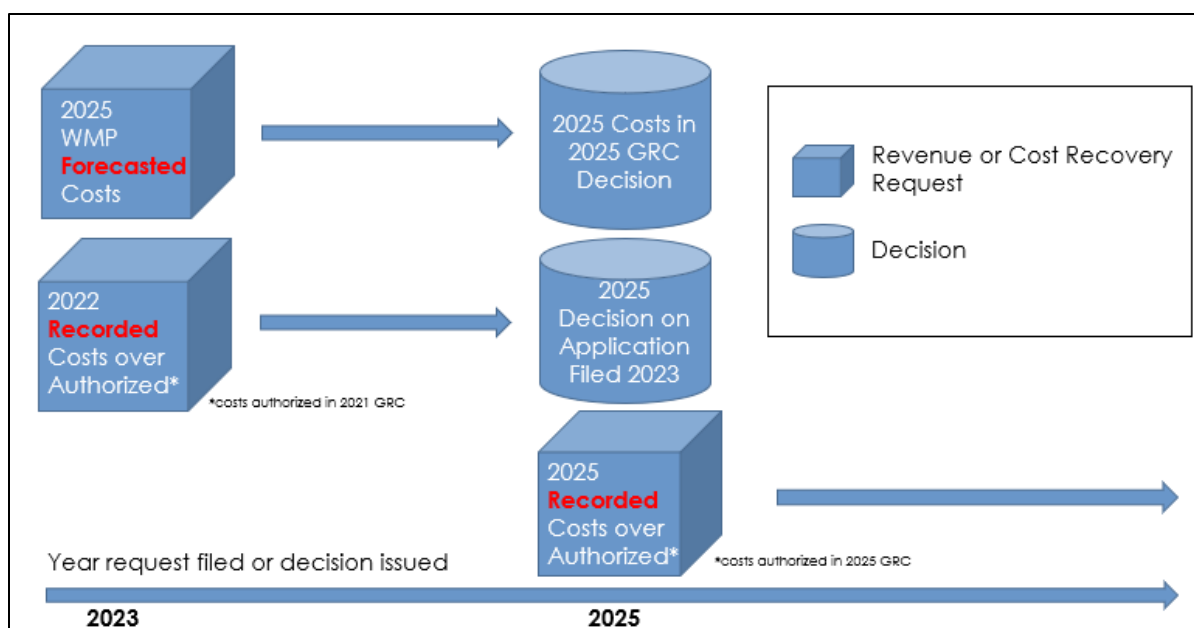 2025
WMP
Forecasted
Costs
2025 Costs in
2025 GRC
Decision
Revenue or Cost Recovery
Request
Decision
2022
Recorded
Costs over
Authorized*
*costs authorized in 2021 GRC
2025
Decision on
Application
Filed 2023
2025
Recorded
Costs over
Authorized*
*costs authorized in 2025 GRC
Year request filed or decision issued
2023
2025